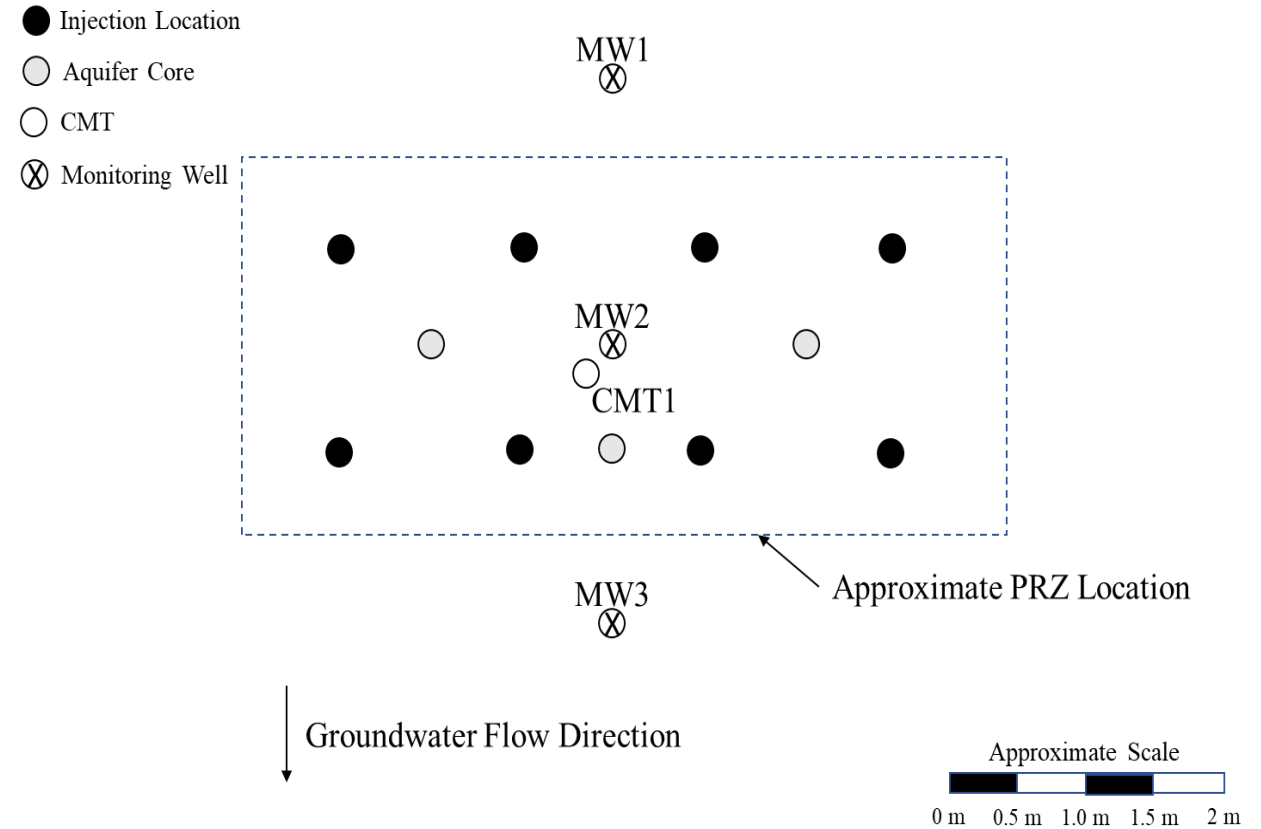 Injection Location
Aquifer Core
CMT
Monitoring Well
MW1
MW2
CMT1
Approximate PRZ Location
MW3
Groundwater Flow Direction
Approximate Scale
0 m 0.5 m 1.0 m 1.5 m 2 m